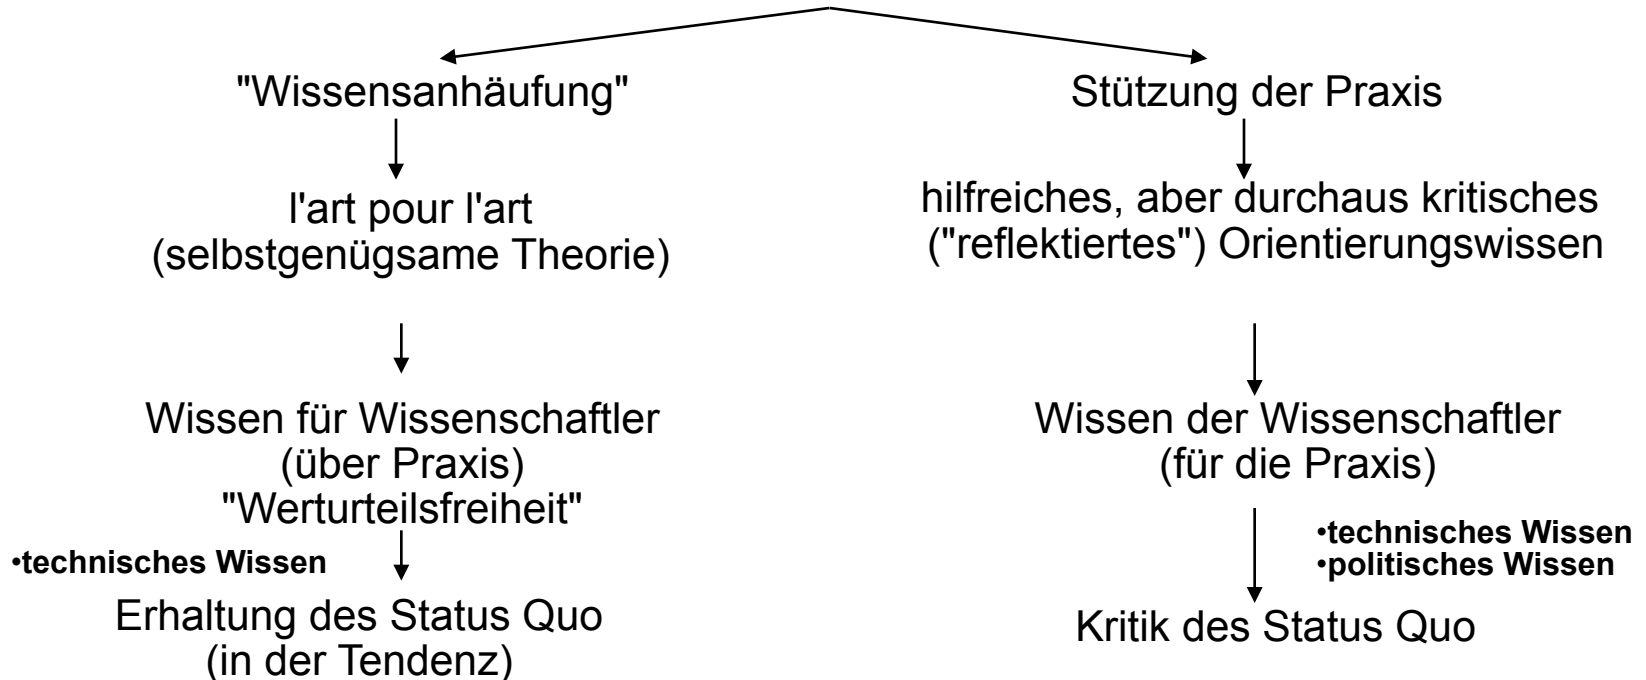 "Wissensanhäufung"
l'art pour l'art
(selbstgenügsame Theorie)
Wissen für Wissenschaftler
(über Praxis)
"Werturteilsfreiheit"
•technisches Wissen
Erhaltung des Status Quo
(in der Tendenz)
Stützung der Praxis
hilfreiches, aber durchaus kritisches
("reflektiertes") Orientierungswissen
Wissen der Wissenschaftler
(für die Praxis)
•technisches Wissen
•politisches Wissen
Kritik des Status Quo